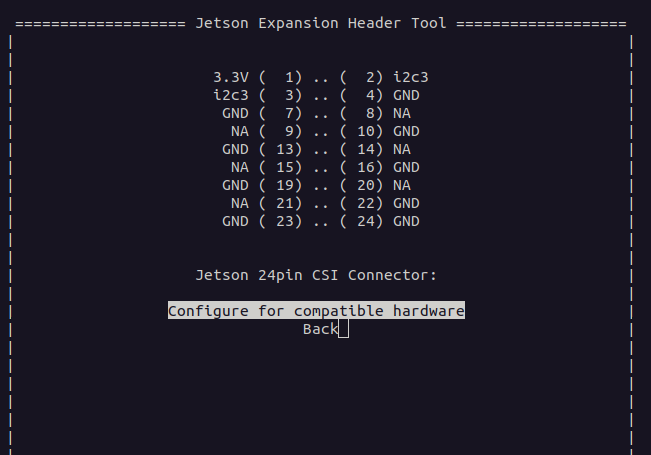 =================== Jetson Expansion Header Tool ===================
3.3V (  1) .. (  2) i2c3
i2c3 (  3) .. (  4) GND
GND (  7) .. (  8) NA
NA (  9) .. ( 10) GND
GND ( 13) .. ( 14) NA
NA ( 15) .. ( 16) GND
GND ( 19) .. ( 20) NA
NA ( 21) .. ( 22) GND
GND ( 23) .. ( 24) GND
Jetson 24pin CSI Connector:
Configure for compatible hardware
Back